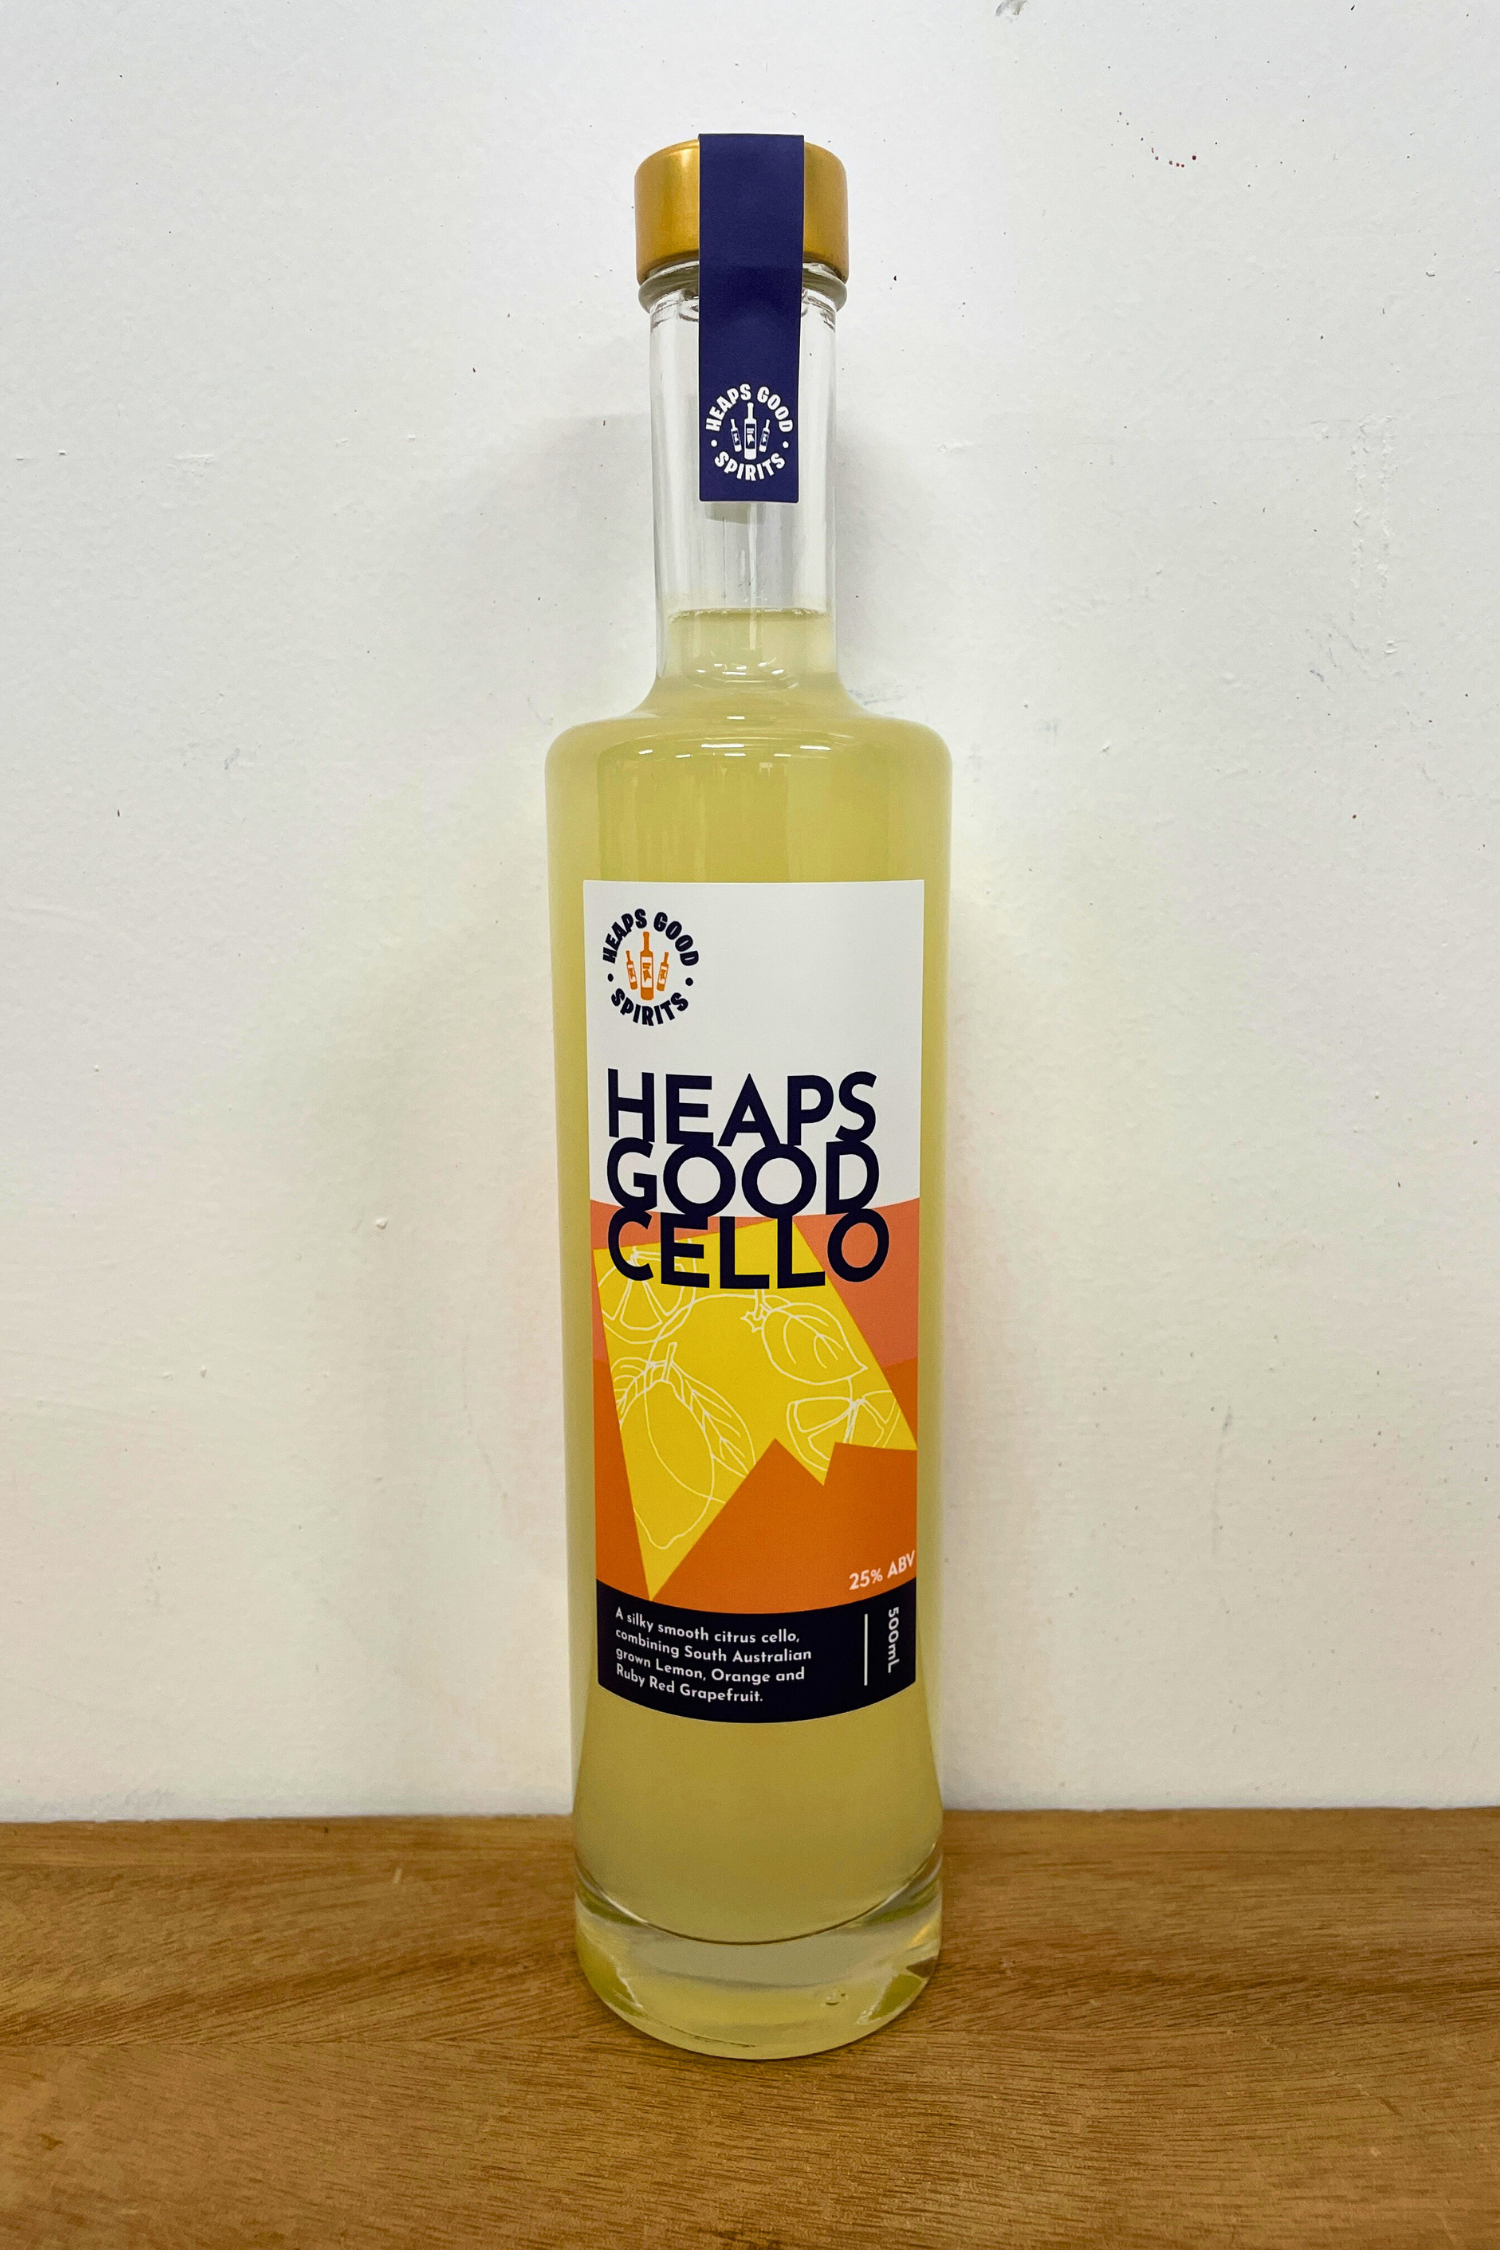 HEAPS GOOD
SPIRITS
HEAPS GOOD
SPIRITS
HEAPS
GOOD
CELLO
25% ABV
A silky smooth citrus cello,
combining South Australian
grown Lemon, Orange and
Ruby Red Grapefruit.
500mL